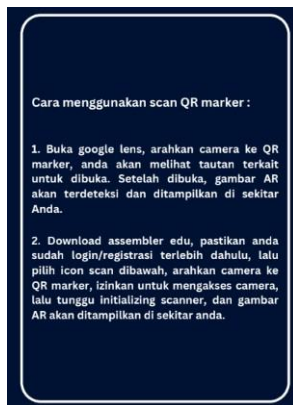 Cara menggunakan scan QR marker :
1. Buka google lens, arahkan camera ke QR
marker, anda akan melihat tautan terkait
untuk dibuka. Setelah dibuka, gambar AR
akan terdeteksi dan ditampilkan di sekitar
Anda.
2. Download assembler edu, pastikan anda
sudah login/registrasi terlebih dahulu, lalu
pilih icon scan dibawah, arahkan camera ke
QR marker, izinkan untuk mengakses camera,
lalu tunggu initializing scanner, dan gambar
AR akan ditampilkan di sekitar anda.